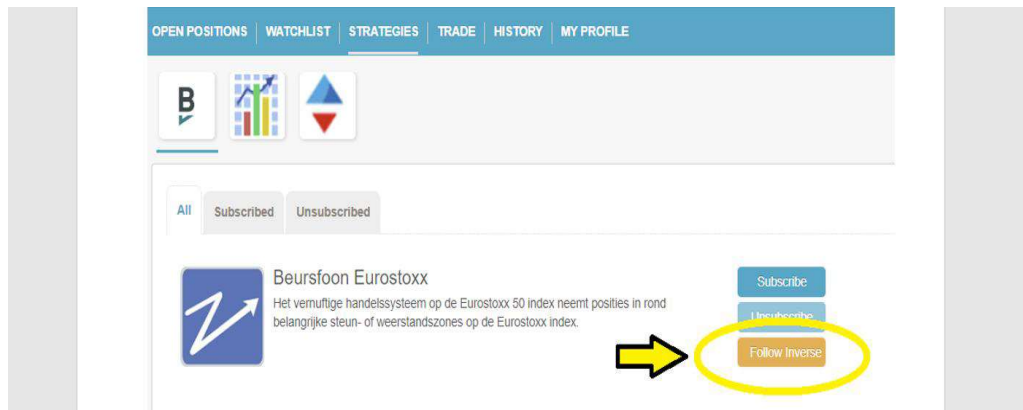 OPEN POSITIONS WATCHLIST STRATEGIES TRADE HISTORY MY PROFILE
B
All Subscribed Unsubscribed
Beursfoon Eurostoxx
Het vernuftige handelssysteem op de Eurostoxx 50 index neemt posities in rond
belangrijke steun- of weerstandszones op de Eurostoxx index.
Subscribe
Unsubscribe
Follow Inverse